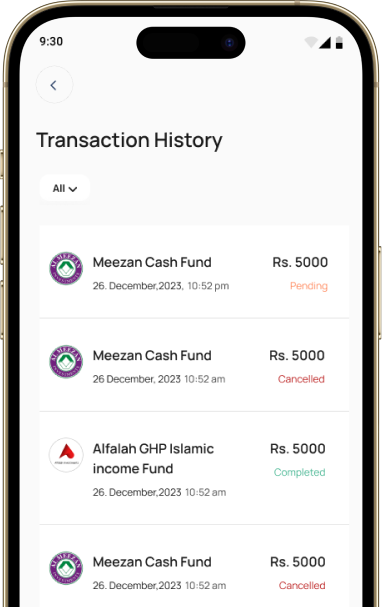 9:30
Transaction History
All
Meezan Cash Fund Rs. 5000
26. December,2023, 10:52 pm Pending
Meezan Cash Fund Rs. 5000
26 December, 2023 10:52 am Cancelled
Alfalah GHP Islamic Rs. 5000
income Fund Completed
26. December,2023 10:52 am
AL MEEZAN
Meezan Cash Fund Rs. 5000
26. December,2023 10:52 am Cancelled